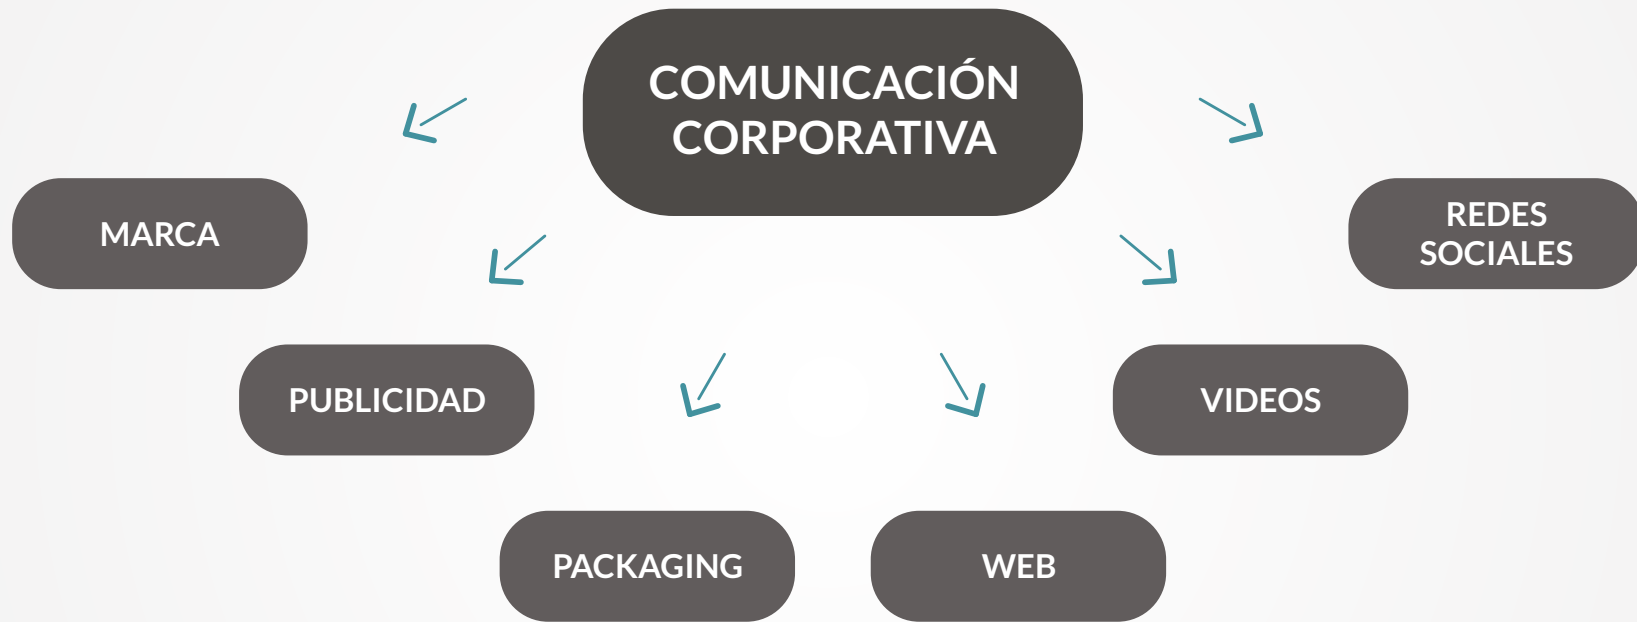 COMUNICACIÓN
CORPORATIVA
MARCA
REDES
SOCIALES
PUBLICIDAD
VIDEOS
PACKAGING
WEB